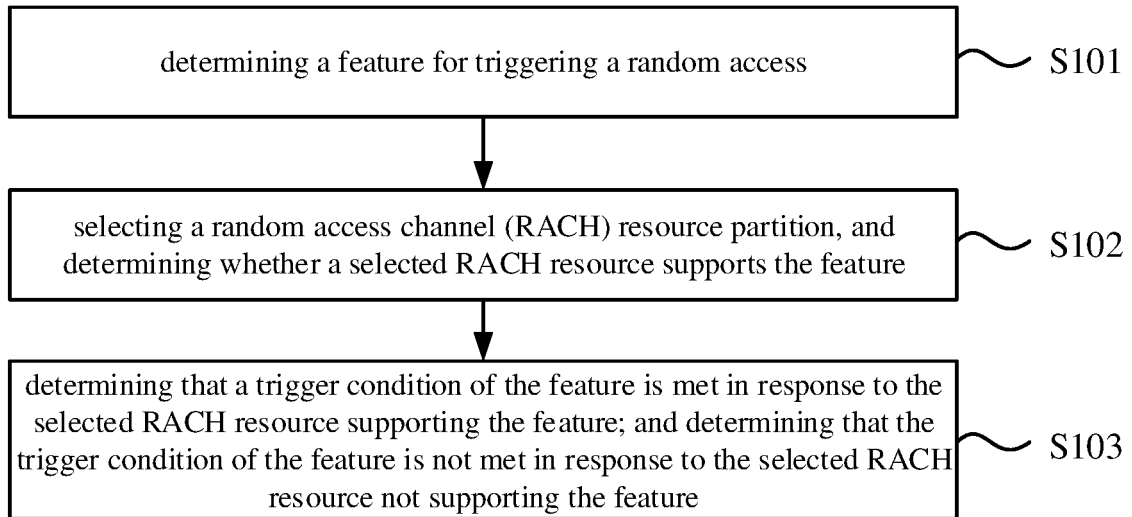 determining a feature for triggering a random access
S101
selecting a random access channel (RACH) resource partition, and
determining whether a selected RACH resource supports the feature
S102
determining that a trigger condition of the feature is met in response to the
selected RACH resource supporting the feature; and determining that the
trigger condition of the feature is not met in response to the selected RACH
resource not supporting the feature
S103